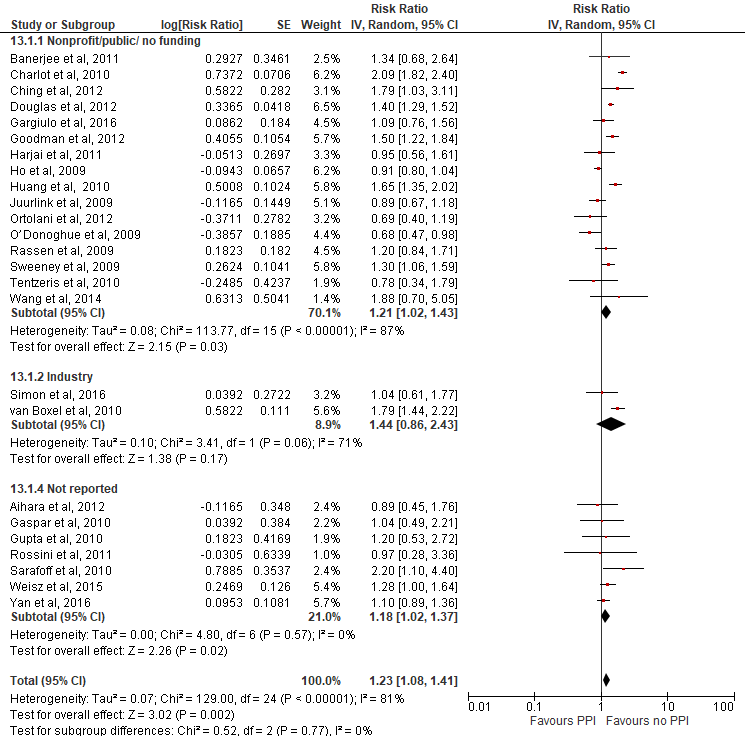 Risk Ratio Risk Ratio
Study or Subgroup log[Risk Ratio] SE Weight IV, Random, 95% CI IV, Random, 95% CI
13.1.1 Nonprofit/public/ no funding
Banerjee et al, 2011 0.2927 0.3461 2.5% 1.34 [0.68, 2.64]
Charlot et al, 2010 0.7372 0.0706 6.2% 2.09 [1.82, 2.40]
Ching et al, 2012 0.5822 0.282 3.1% 1.79 [1.03, 3.11]
Douglas et al, 2012 0.3365 0.0418 6.4% 1.40 [1.29, 1.52]
Gargiulo et al, 2016 0.0862 0.184 4.4% 1.09 [0.76, 1.56]
Goodman et al, 2012 0.4055 0.1054 5.7% 1.50 [1.22, 1.84]
Harjai et al, 2011 -0.0513 0.2697 3.3% 0.95 [0.56, 1.61]
Ho et al, 2009 -0.0943 0.0657 6.2% 0.91 [0.80, 1.04]
Huang et al, 2010 0.5008 0.1024 5.7% 1.65 [1.35, 2.02]
Juurlink et al, 2009 -0.1165 0.1449 5.0% 0.89 [0.67, 1.18]
Ortolani et al, 2012 -0.3711 0.2782 3.2% 0.69 [0.40, 1.19]
O'Donoghue et al, 2009 -0.3857 0.1885 4.3% 0.68 [0.47, 0.98]
Rassen et al, 2009 0.1823 0.182 4.4% 1.20 [0.84, 1.71]
Sweeney et al, 2009 0.2624 0.1041 5.7% 1.30 [1.06, 1.59]
Tentzeris et al, 2010 -0.2485 0.4237 1.9% 0.78 [0.34, 1.79]
Wang et al, 2014 0.6313 0.5041 1.4% 1.88 [0.70, 5.05]
Subtotal (95% CI) 70.1% 1.21 [1.02, 1.43]
Heterogeneity: Tau² = 0.08; Chi² = 113.77, df = 15 (P < 0.00001); I² = 87%
Test for overall effect: Z = 2.15 (P = 0.03)
13.1.2 Industry
Simon et al, 2016 0.0392 0.2722 3.2% 1.04 [0.61, 1.77]
van Boxel et al, 2010 0.5822 0.111 5.6% 1.79 [1.44, 2.22]
Subtotal (95% CI) 8.9% 1.44 [0.86, 2.43]
Heterogeneity: Tau² = 0.10; Chi² = 3.41, df = 1 (P = 0.06); I² = 71%
Test for overall effect: Z = 1.38 (P = 0.17)
13.1.4 Not reported
Aihara et al, 2012 -0.1165 0.348 2.4% 0.89 [0.45, 1.76]
Gaspar et al, 2010 0.0392 0.384 2.2% 1.04 [0.49, 2.21]
Gupta et al, 2010 0.1823 0.4169 2.0% 1.20 [0.53, 2.72]
Rossini et al, 2011 -0.0305 0.6339 1.0% 0.97 [0.28, 3.36]
Sarafoff et al, 2010 0.7885 0.3537 2.4% 2.20 [1.10, 4.40]
Weisz et al, 2015 0.2469 0.126 5.4% 1.28 [1.00, 1.64]
Yan et al, 2016 0.0953 0.1081 5.7% 1.10 [0.89, 1.36]
Subtotal (95% CI) 21.0% 1.18 [1.02, 1.37]
Heterogeneity: Tau² = 0.00; Chi² = 4.80, df = 6 (P = 0.57); I² = 0%
Test for overall effect: Z = 2.26 (P = 0.02)
Total (95% CI) 100.0% 1.23 [1.08, 1.41]
Heterogeneity: Tau² = 0.07; Chi² = 129.00, df = 24 (P < 0.00001); I² = 81%
Test for overall effect: Z = 3.02 (P = 0.002)
Test for subgroup differences: Chi² = 0.52, df = 2 (P = 0.77), I² = 0%
0.01 0.1 1 10 100
Favours PPI Favours no PPI